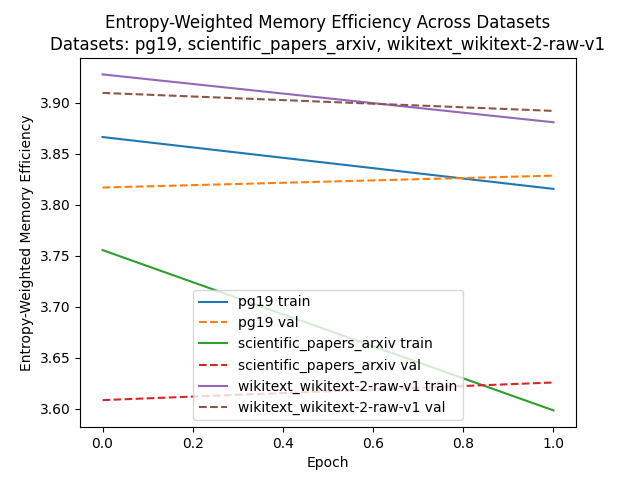 Entropy-Weighted Memory Efficiency Across Datasets
Datasets: pg19, scientific_papers_arxiv, wikitext_wikitext-2-raw-v1
Entropy-Weighted Memory Efficiency
3.90
3.85
3.80
3.75
3.70
3.65
3.60
pg19 train
pg19 val
scientific_papers_arxiv train
scientific_papers_arxiv val
wikitext_wikitext-2-raw-v1 train
wikitext_wikitext-2-raw-v1 val
0.0 0.2 0.4 0.6 0.8 1.0
Epoch